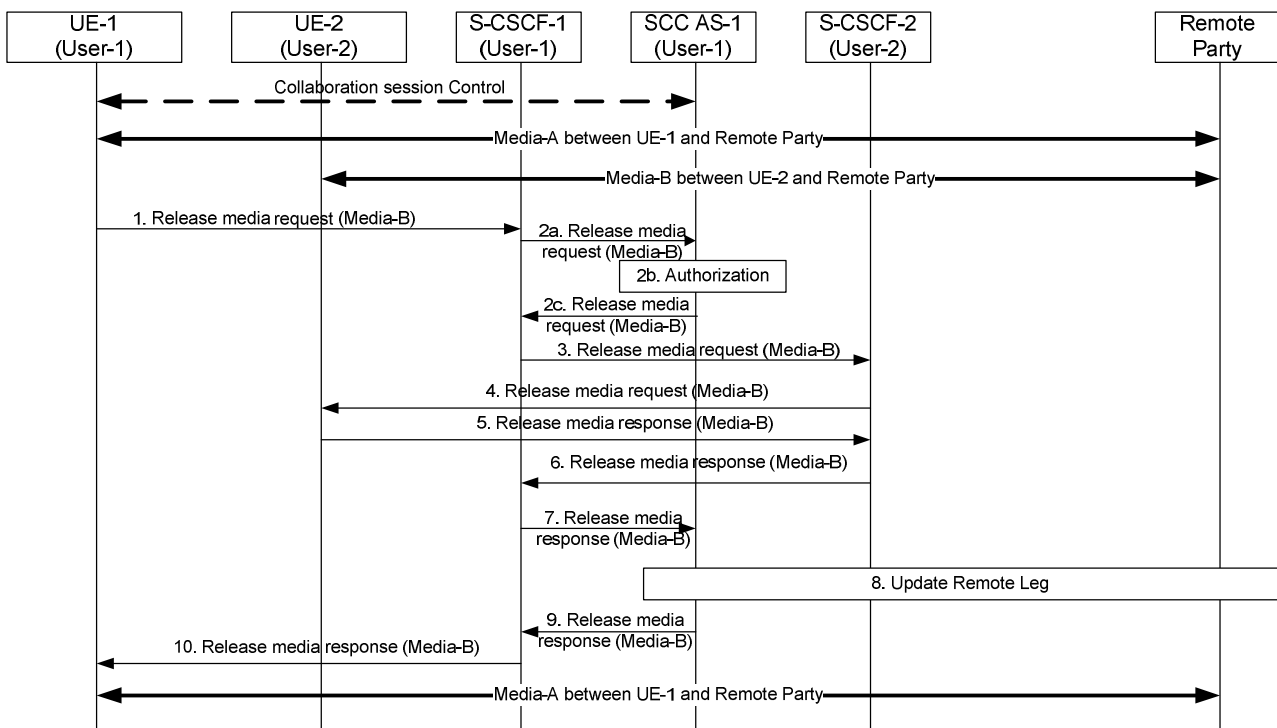 UE-1
(User-1)
UE-2
(User-2)
S-CSCF-1
(User-1)
SCC AS-1
(User-1)
S-CSCF-2
(User-2)
Remote
Party
Collaboration session Control
Media-A between UE-1 and Remote Party
Media-B between UE-2 and Remote Party
1. Release media request (Media-B)
2a. Release media
request (Media-B)
2b. Authorization
2c. Release media
request (Media-B)
3. Release media request (Media-B)
4. Release media request (Media-B)
5. Release media response (Media-B)
6. Release media response (Media-B)
7. Release media
response (Media-B)
8. Update Remote Leg
9. Release media
response (Media-B)
10. Release media response (Media-B)
Media-A between UE-1 and Remote Party